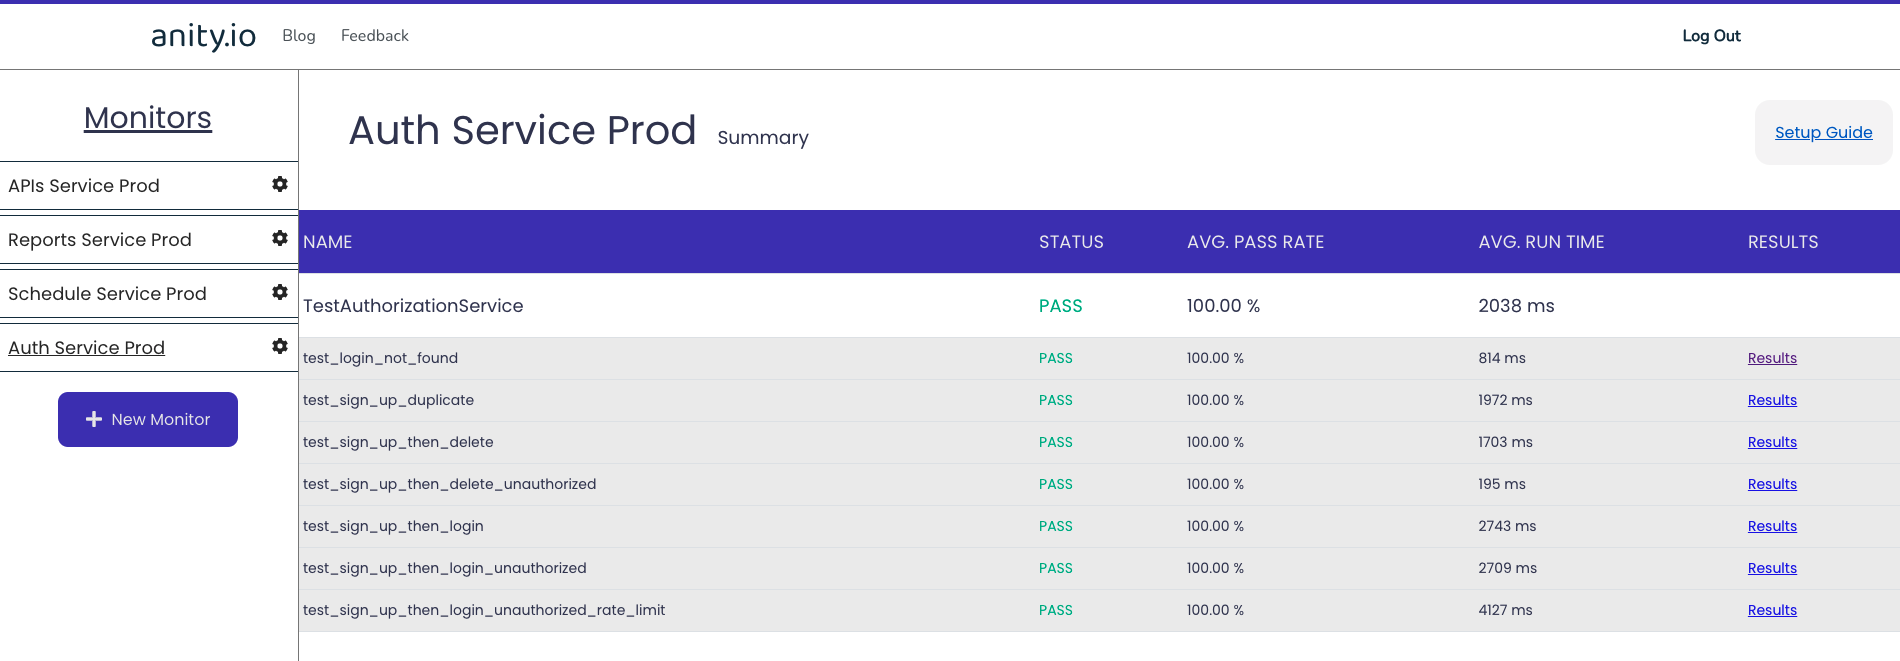 anity.io Blog Feedback Log Out
Monitors
APIs Service Prod
Reports Service Prod
Schedule Service Prod
Auth Service Prod
New Monitor
Auth Service Prod Summary
Setup Guide
NAME STATUS AVG. PASS RATE AVG. RUN TIME RESULTS
TestAuthorizationService PASS 100.00 % 2038 ms
test_login_not_found PASS 100.00 % 814 ms Results
test_sign_up_duplicate PASS 100.00 % 1972 ms Results
test_sign_up_then_delete PASS 100.00 % 1703 ms Results
test_sign_up_then_delete_unauthorized PASS 100.00 % 195 ms Results
test_sign_up_then_login PASS 100.00 % 2743 ms Results
test_sign_up_then_login_unauthorized PASS 100.00 % 2709 ms Results
test_sign_up_then_login_unauthorized_rate_limit PASS 100.00 % 4127 ms Results